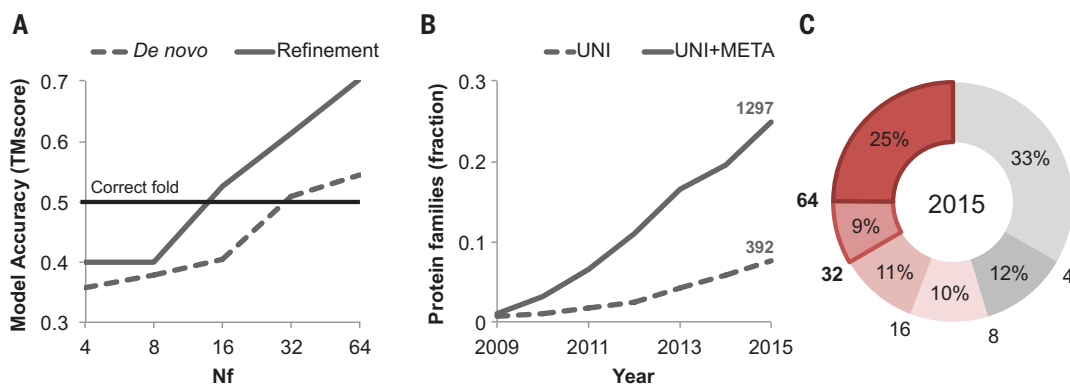 A
De novo
Refinement
Model Accuracy (TMscore)
0.7
0.6
0.5
0.4
0.3
Correct fold
4
8
16
32
64
Nf
B
UNI
UNI+META
Protein families (fraction)
0.3
0.2
0.1
0
1297
392
2009
2011
2013
2015
Year
C
25%
33%
64
2015
9%
32
11%
10%
12%
4
16
8